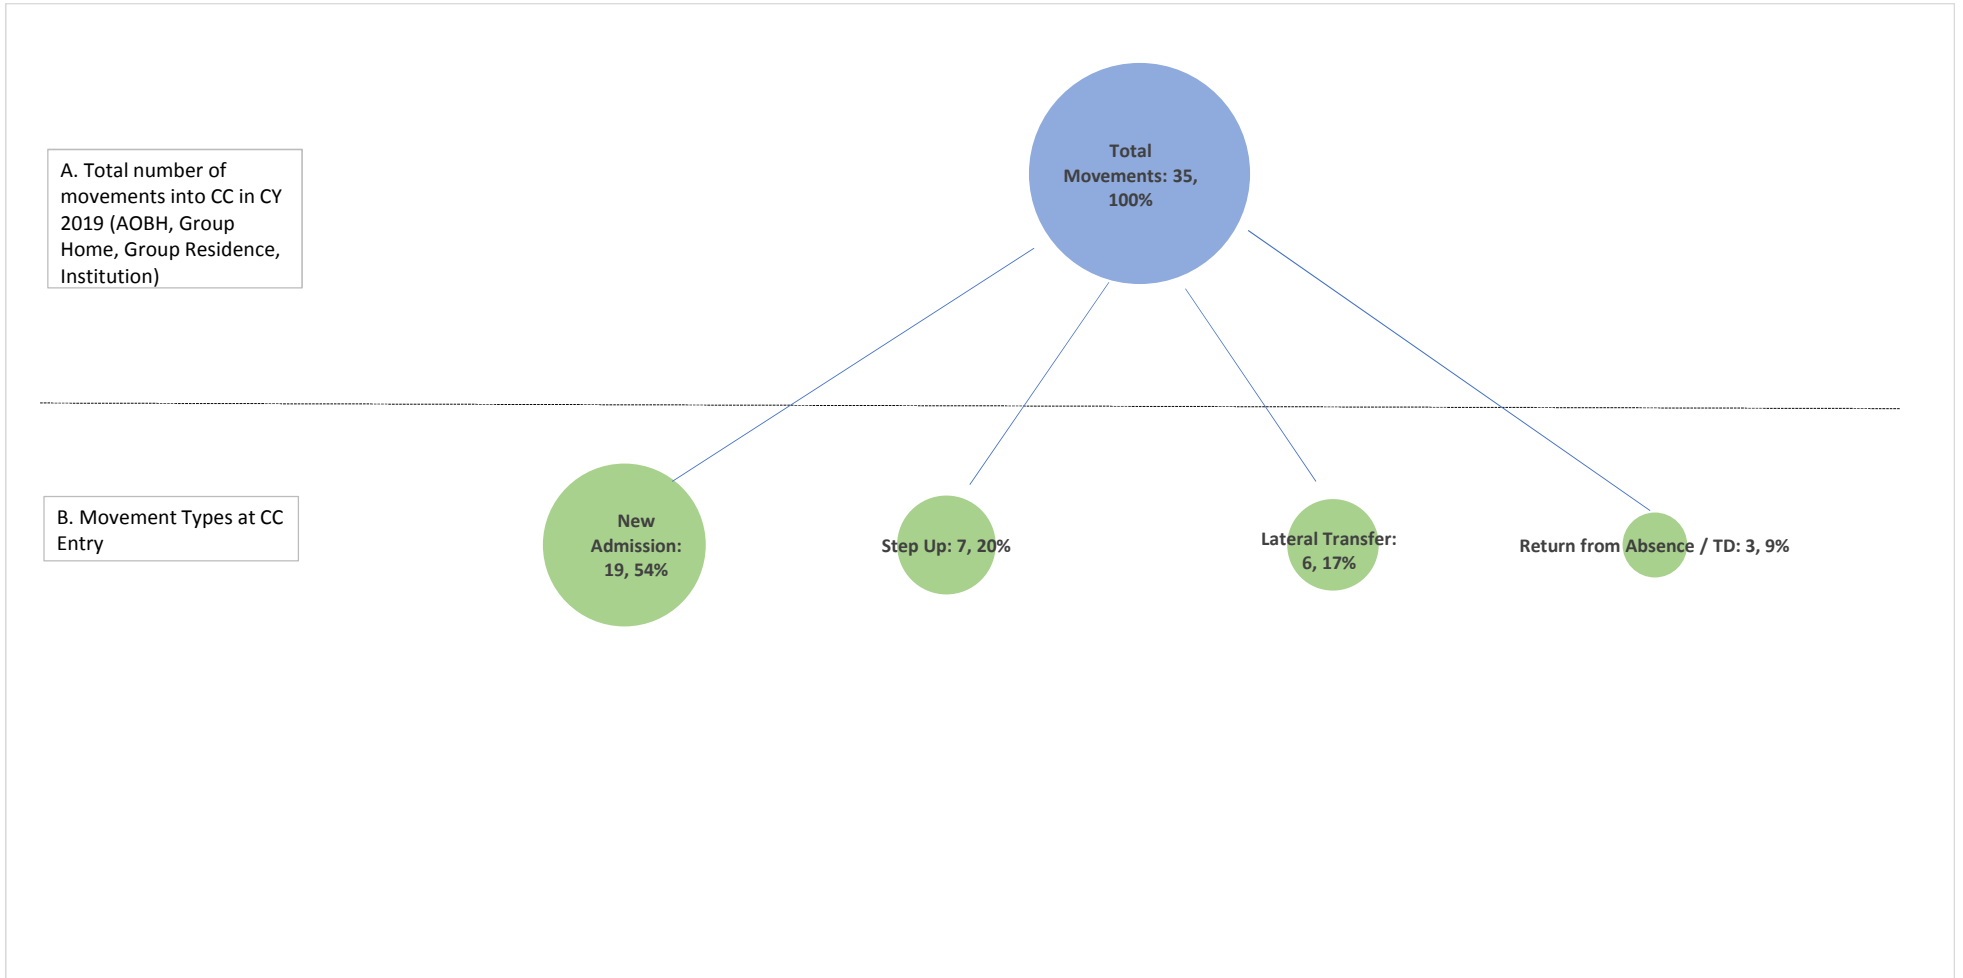 Total
Movements: 35,
100%
A. Total number of
movements into CC in CY
2019 (AOBH, Group
Home, Group Residence,
Institution)
B. Movement Types at CC
Entry
New
Admission:
19, 54%
Step Up: 7, 20%
Lateral Transfer:
6, 17%
Return from Absence / TD: 3, 9%